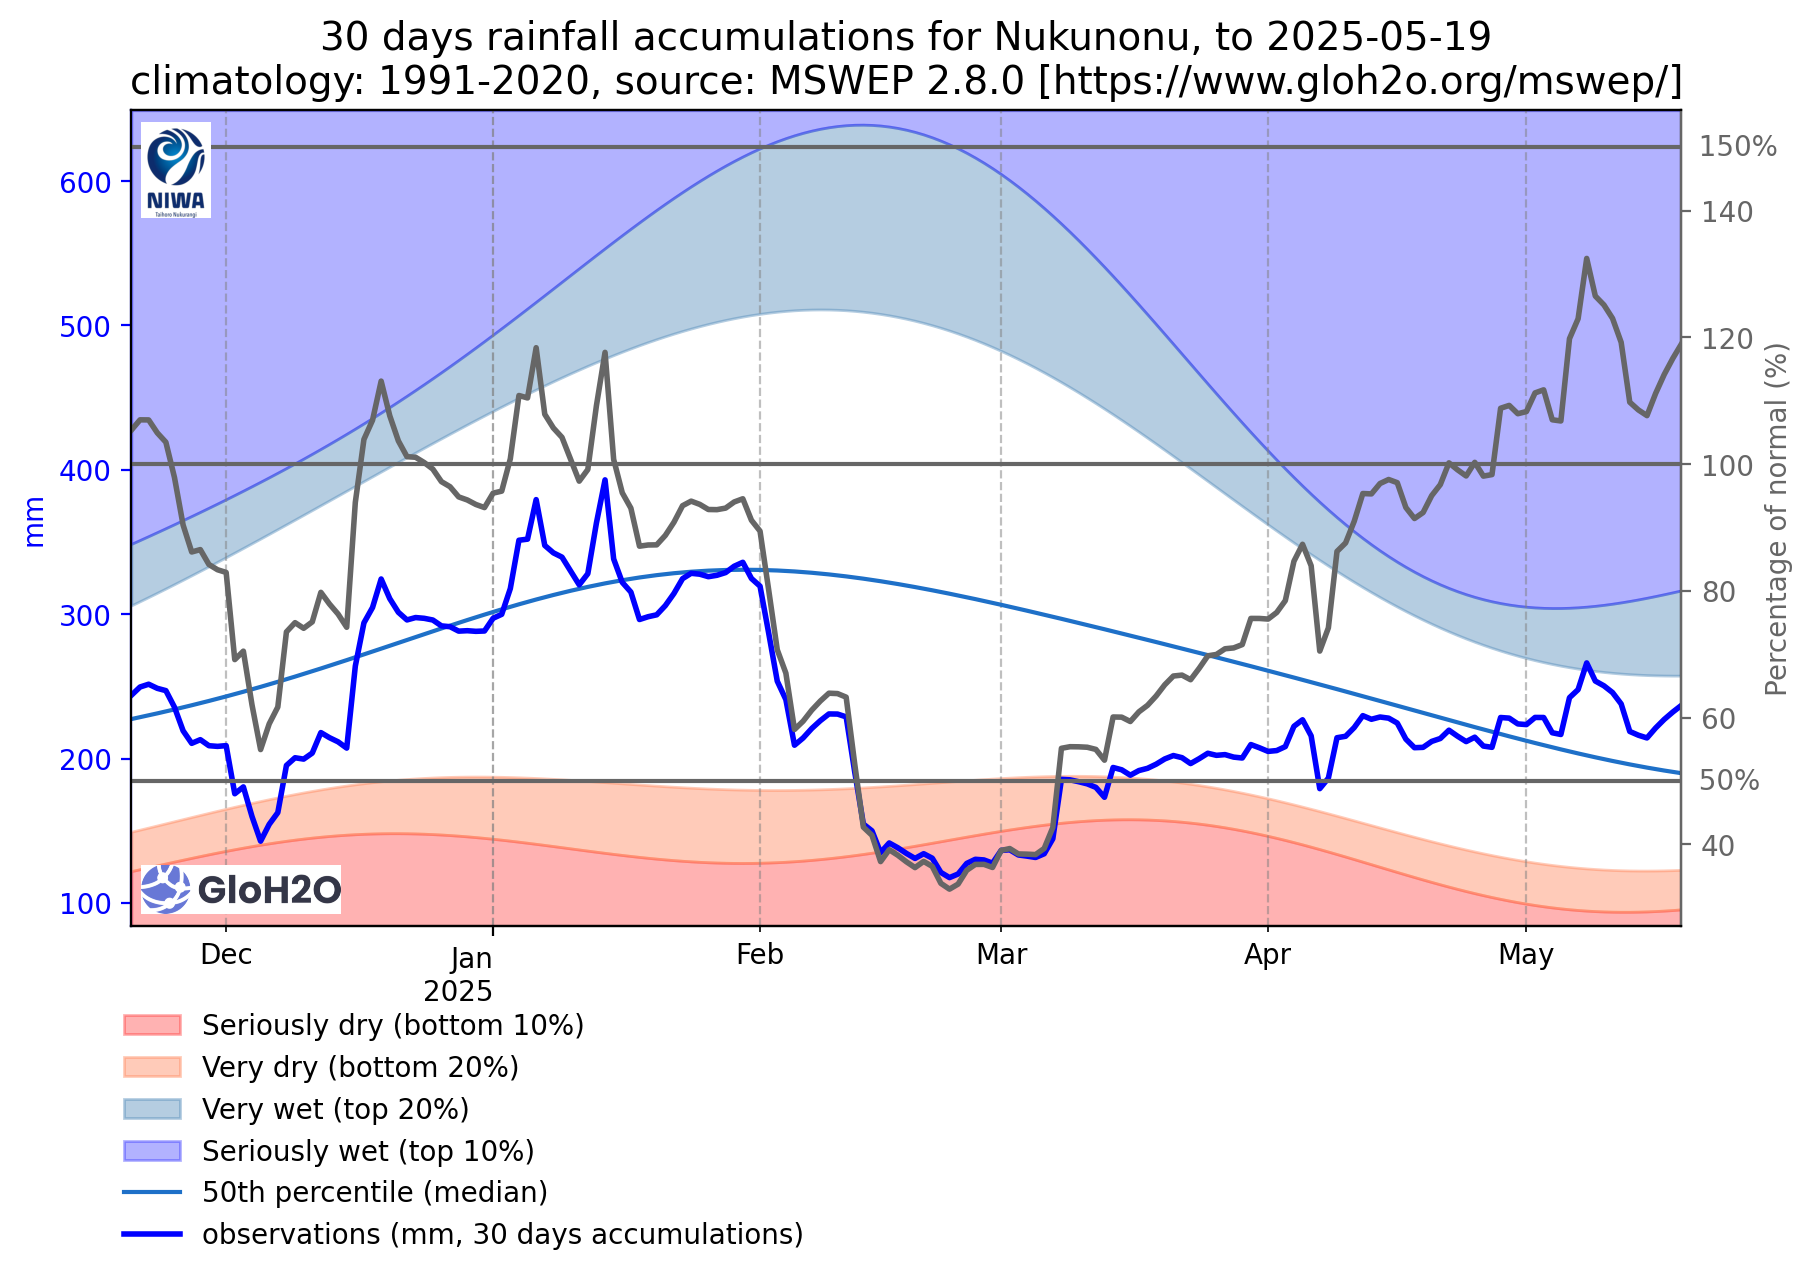 30 days rainfall accumulations for Nukunonu, to 2025-05-19
climatology: 1991-2020, source: MSWEP 2.8.0 [https://www.gloh2o.org/mswep/]
NIWA
Taihoro Nukurangi
600
500
400
300
200
100
mm
150%
140
120
100
80
60
50%
40
Percentage of normal (%)
GloH2O
Dec
Jan
2025
Feb
Mar
Apr
May
Seriously dry (bottom 10%)
Very dry (bottom 20%)
Very wet (top 20%)
Seriously wet (top 10%)
50th percentile (median)
observations (mm, 30 days accumulations)